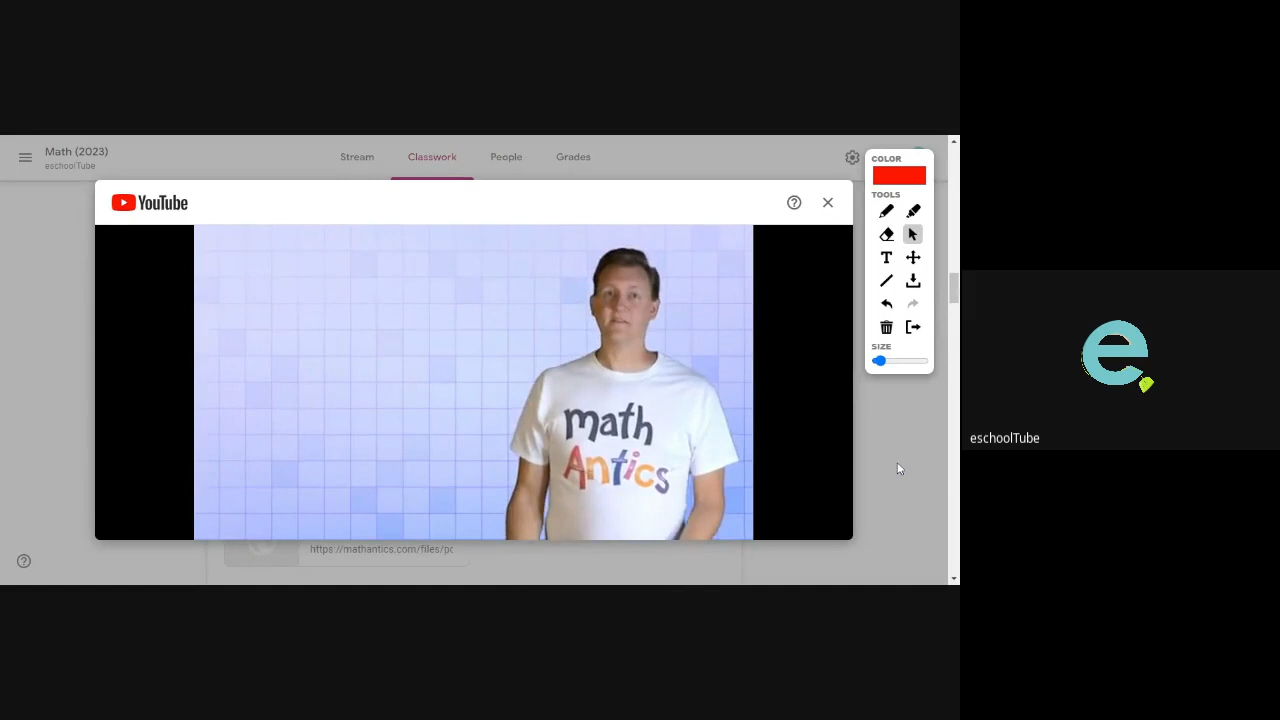 Math (2023)
eschoolTube
Stream
Classwork
People
Grades
YouTube
math
Antics
https://mathantics.com/files/pc
COLOR
TOOLS
T
SIZE
e
eschoolTube